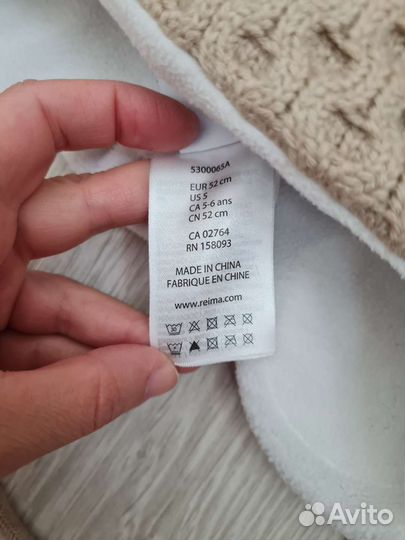 5300065A
EUR 52 cm
US 5
CA 5-6 ans
CN 52 cm
CA 02764
RN 158093
MADE IN CHINA
FABRIQUE EN CHINE
www.reima.com
Avito